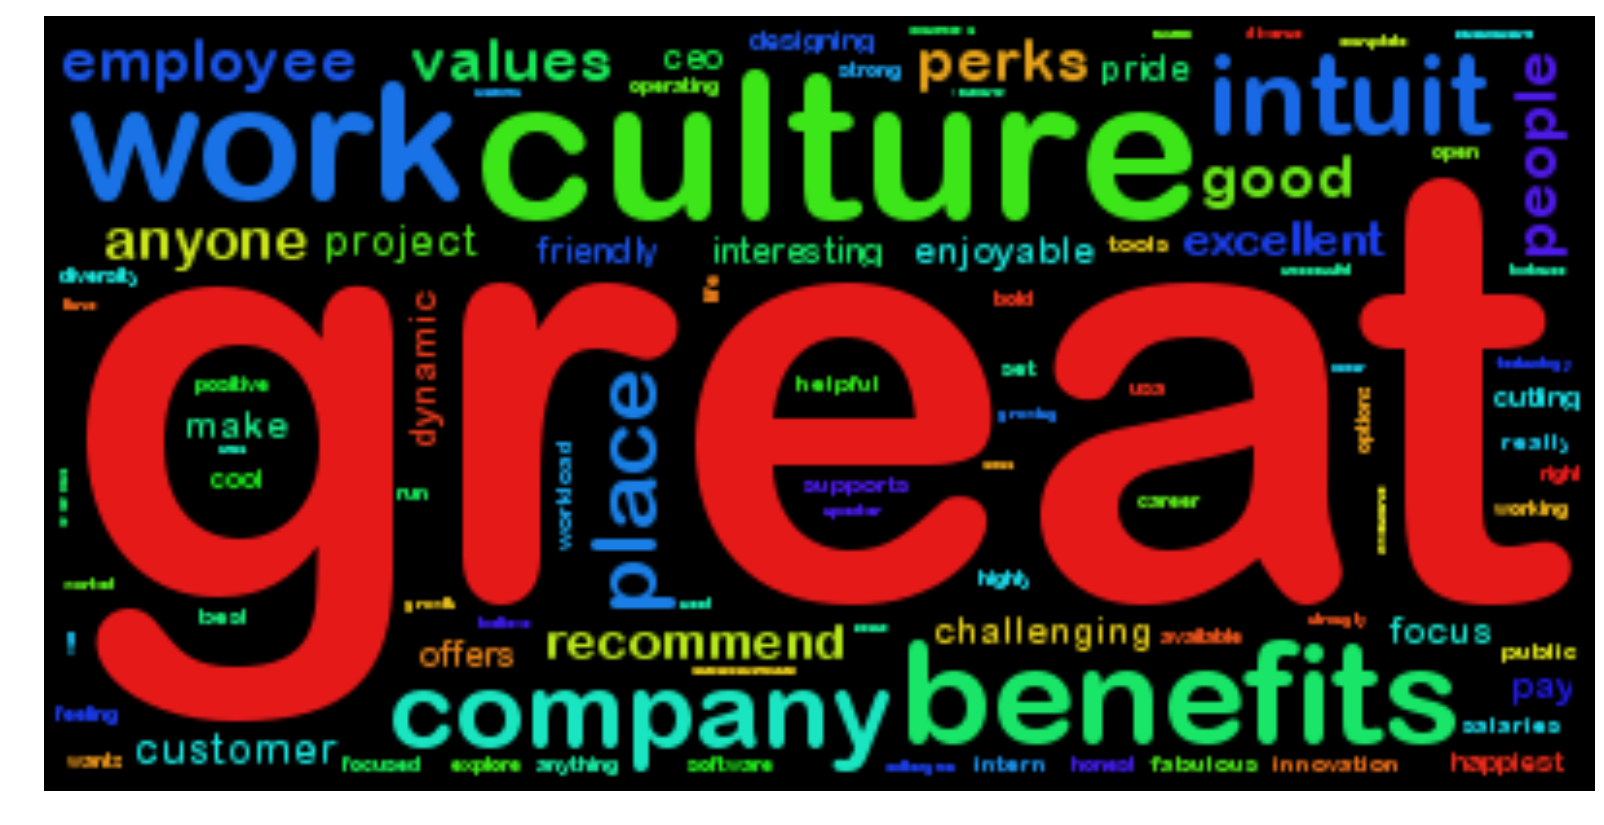 employee
values
ceo
designing
perks
pride
intuit
people
strong
operating
work
culture
open
good
anyone
project
friendly
interesting
enjoyable
tools
excellent
diversity
life
bold
great
dynamic
positive
helpful
set
usa
make
place
cutting
options
cool
really
supports
right
run
workload
career
working
highly
best
recommend
challenging
available
focus
offers
public
benefits
company
pay
feeling
salaries
customer
wants
focused
explore
anything
software
intern
honest
fabulous
innovation
happiest